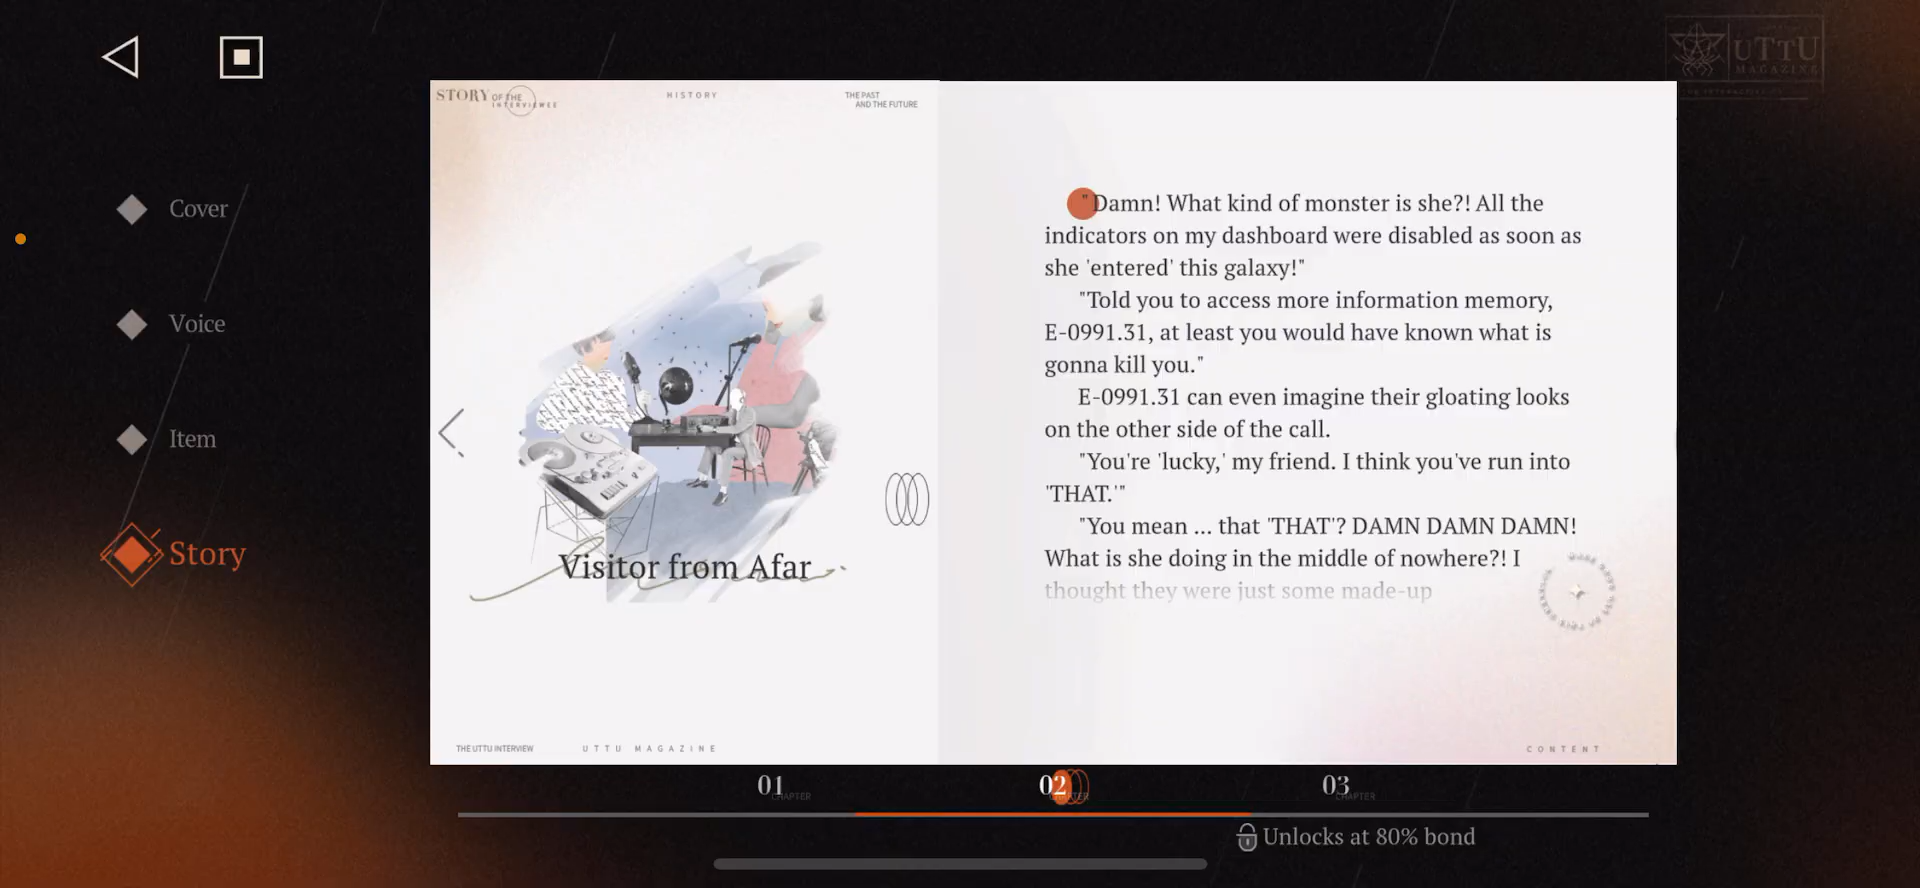 UTTU
MAGAZINE
STORY OF THE
INTERVIEWEE
HISTORY
THE PAST
AND THE FUTURE
Cover
Voice
Item
Story
Visitor from Afar
"Damn! What kind of monster is she?! All the
indicators on my dashboard were disabled as soon as
she 'entered' this galaxy!"
"Told you to access more information memory,
E-0991.31, at least you would have known what is
gonna kill you."
E-0991.31 can even imagine their gloating looks
on the other side of the call.
"You're 'lucky,' my friend. I think you've run into
'THAT.'"
"You mean ... that 'THAT'? DAMN DAMN DAMN!
What is she doing in the middle of nowhere?! I
thought they were just some made-up
THE UTTU INTERVIEW
UTTU MAGAZINE
CONTENT
01
CHAPTER
02
CHAPTER
03
CHAPTER
Unlocks at 80% bond